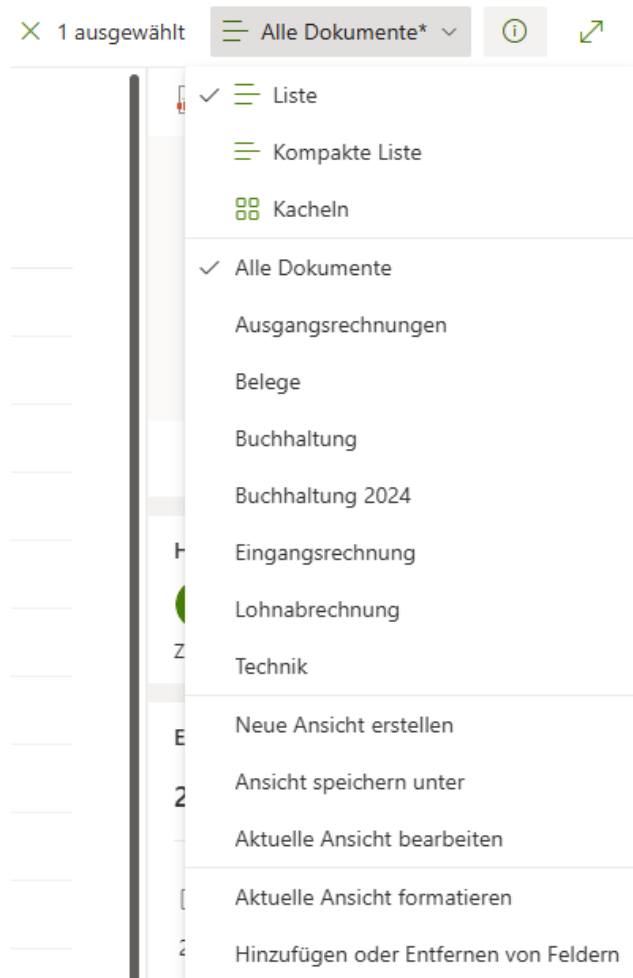 1 ausgewählt
Alle Dokumente*
Liste
Kompakte Liste
Kacheln
Alle Dokumente
Ausgangsrechnungen
Belege
Buchhaltung
Buchhaltung 2024
H
Eingangsrechnung
Lohnabrechnung
Z
Technik
E
Neue Ansicht erstellen
2
Ansicht speichern unter
Aktuelle Ansicht bearbeiten
Aktuelle Ansicht formatieren
Hinzufügen oder Entfernen von Feldern